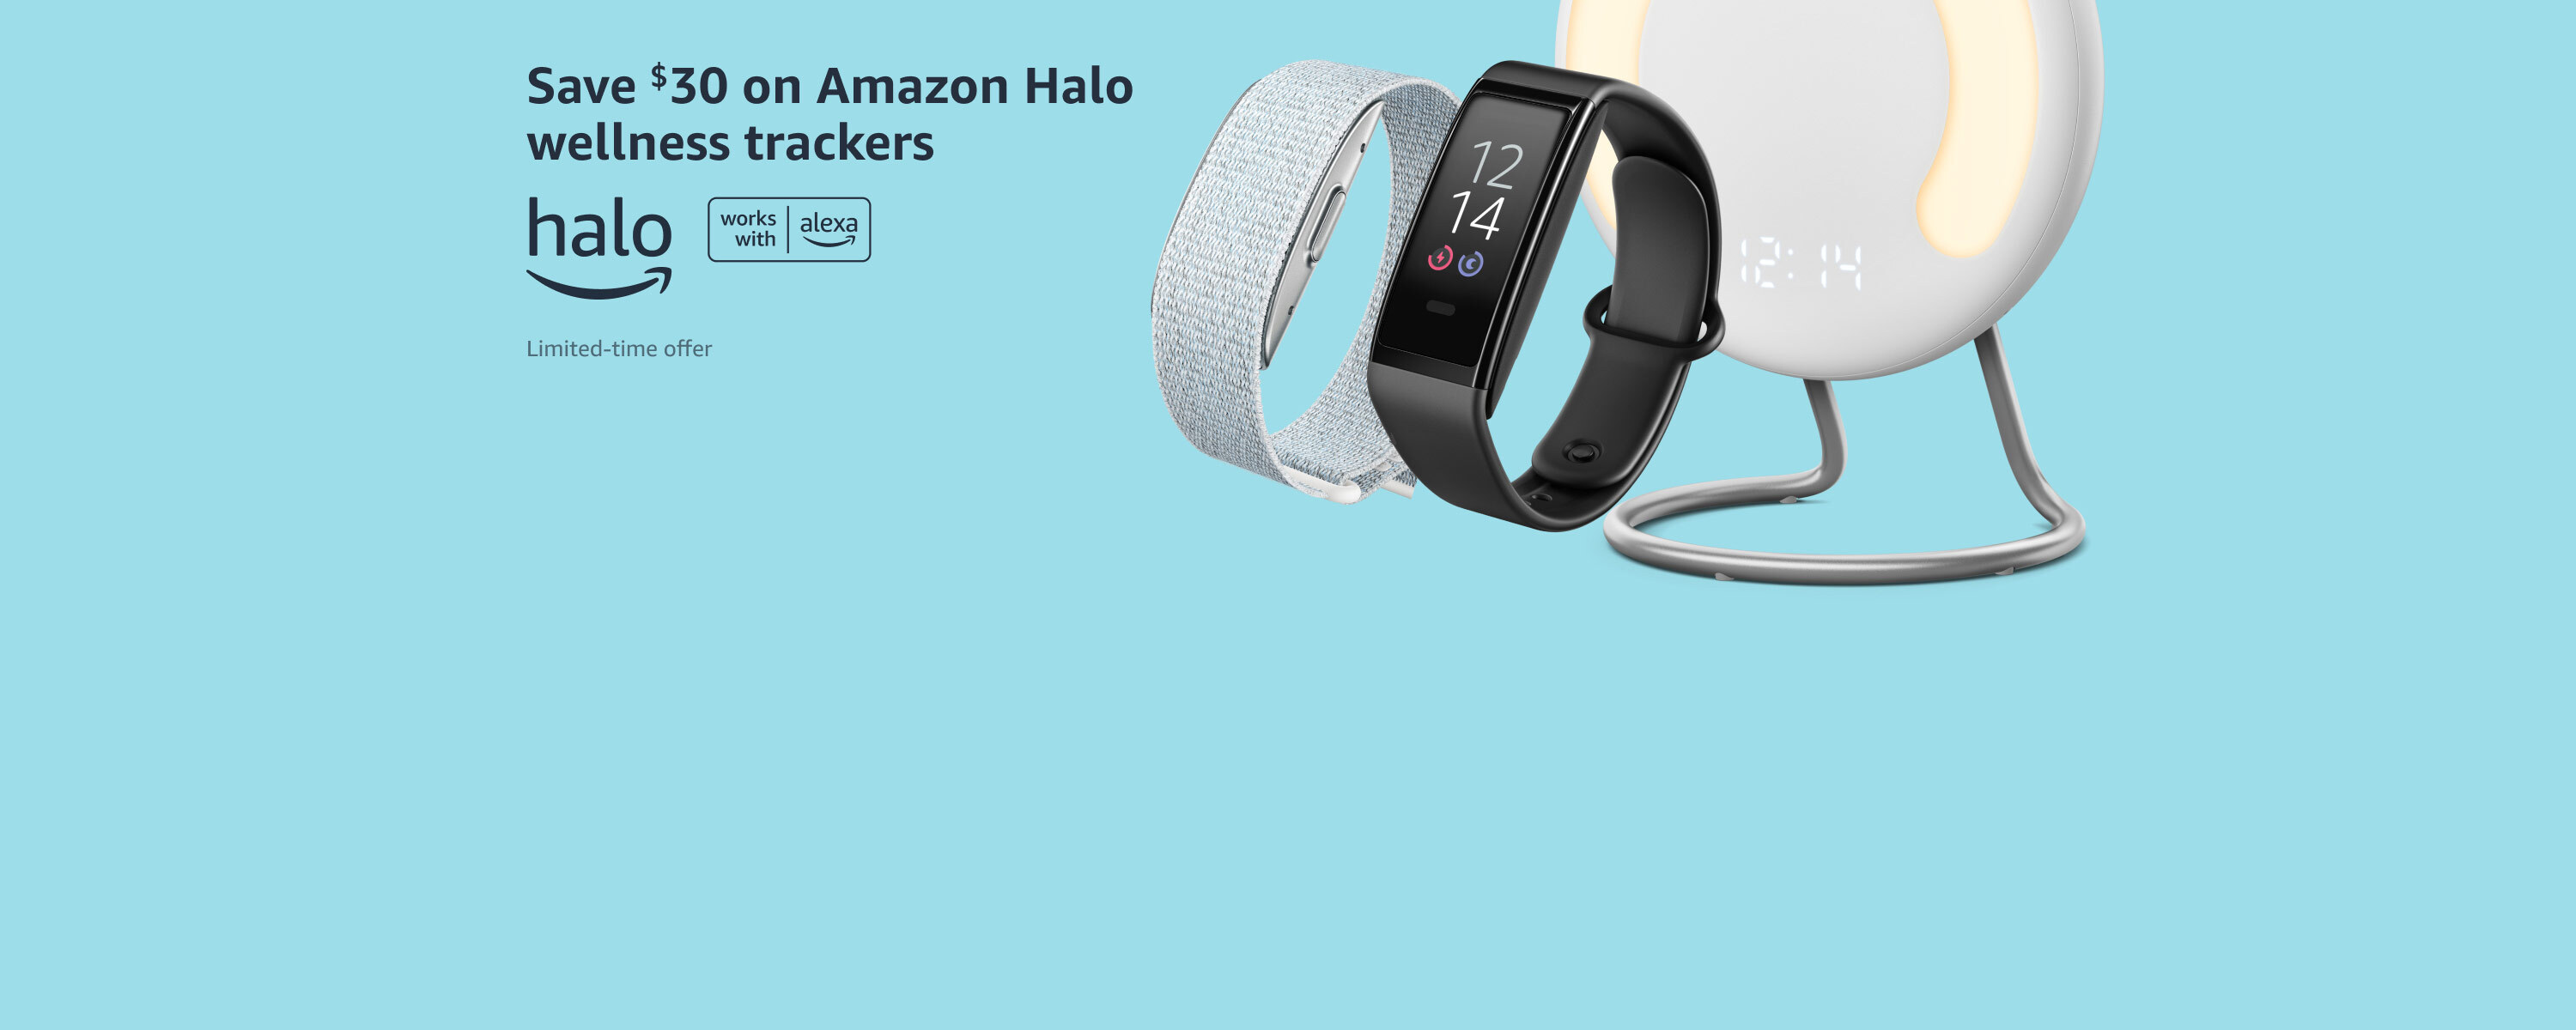 Save $30 on Amazon Halo
wellness trackers
halo
works with | alexa
Limited-time offer
12
14
12:14